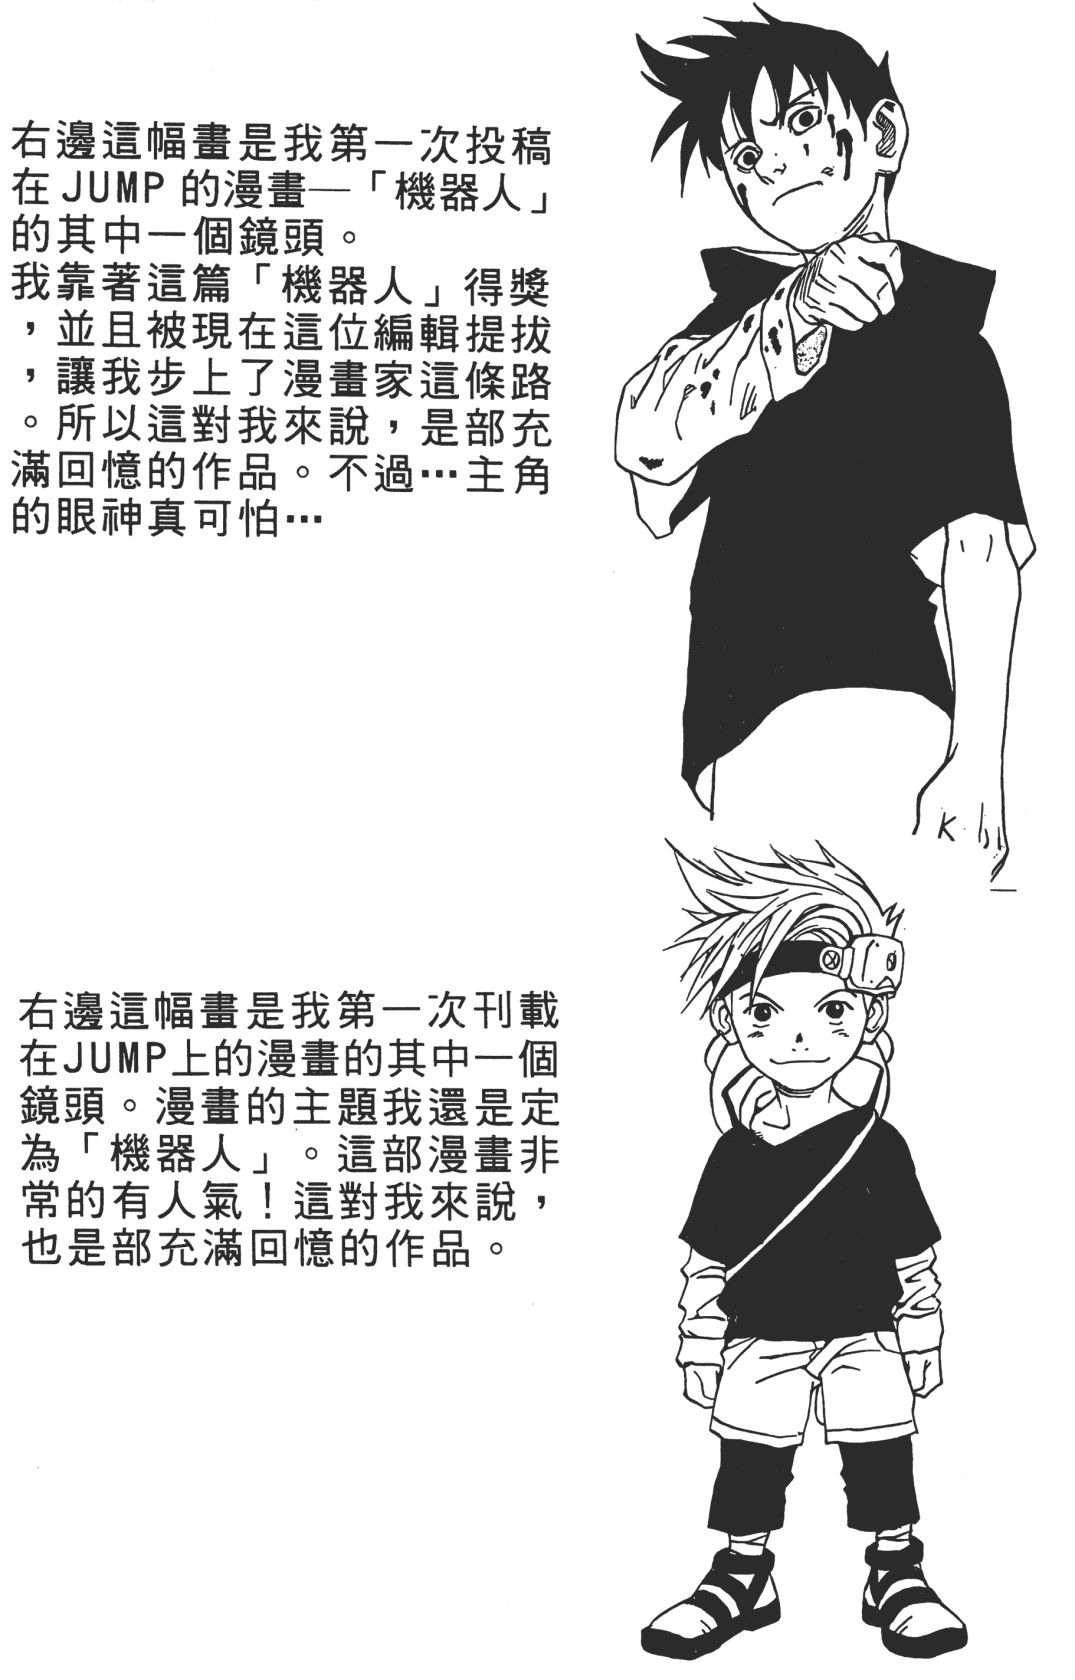 右邊這幅畫是我第一次投稿
在JUMP的漫畫─「機器人」
的其中一個鏡頭。
我靠著這篇「機器人」得獎
，並且被現在這位編輯提拔
，讓我步上了漫畫家這條路
。所以這對我來說，是部充
滿回憶的作品。不過…主角
的眼神真可怕…
右邊這幅畫是我第一次刊載
在JUMP上的漫畫的其中一個
鏡頭。漫畫的主題我還是定
為「機器人」。這部漫畫非
常的有人氣！這對我來說，
也是部充滿回憶的作品。